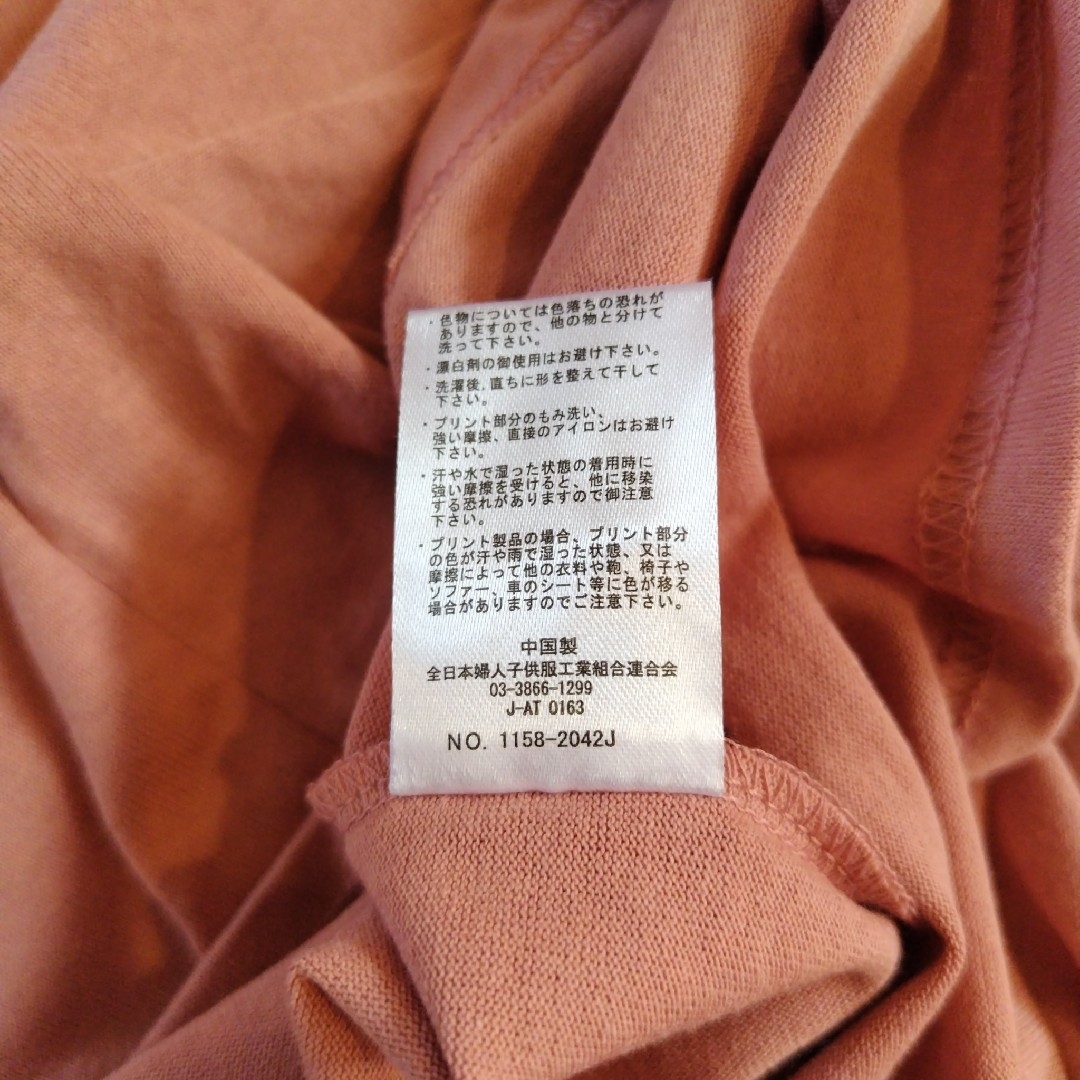 ・色物については色落ちの恐れが
ありますので、他の物と分けて
洗って下さい。
・漂白剤の御使用はお避け下さい。
・洗濯後、直ちに形を整えて干して
下さい。
・プリント部分のもみ洗い、
強い摩擦、直接のアイロンはお避け
下さい。
・汗や水で湿った状態の着用時に
強い摩擦を受けると、他に移染
する恐れがありますので御注意
下さい。
・プリント製品の場合、プリント部分
の色が汗や雨で湿った状態、又は
摩擦によって他の衣料や鞄、椅子や
ソファー、車のシート等に色が移る
場合がありますのでご注意下さい。
中国製
全日本婦人子供服工業組合連合会
03-3866-1299
J-AT 0163
NO. 1158-2042J